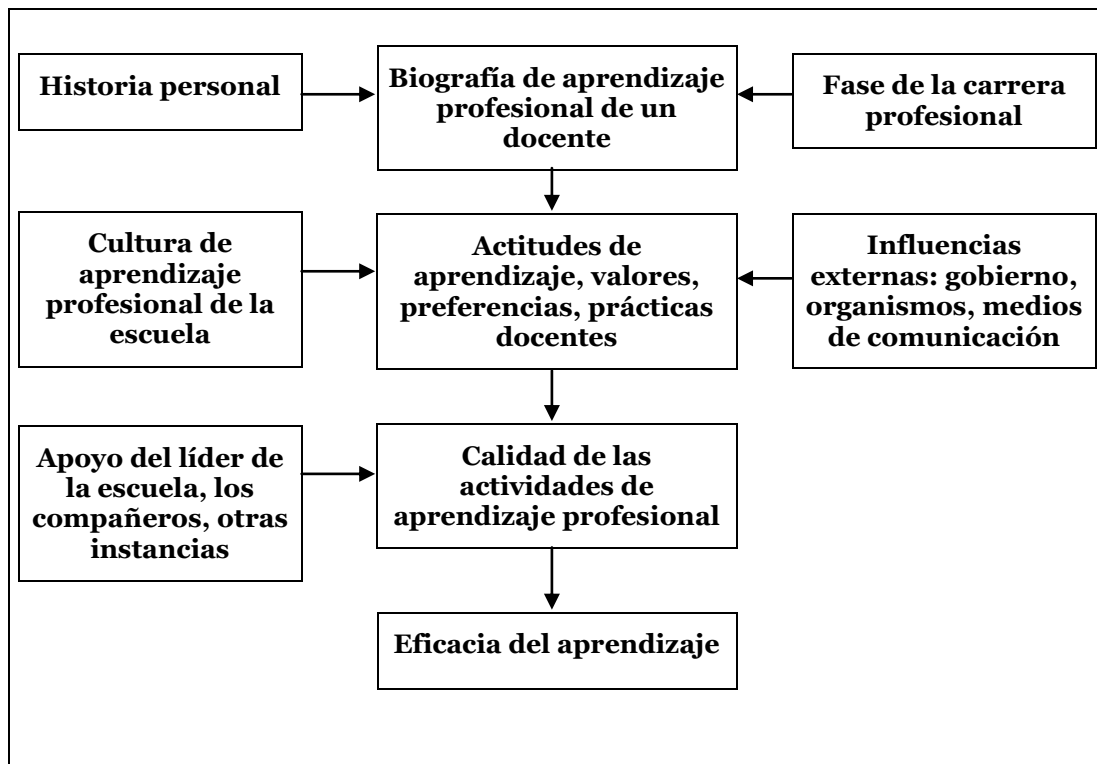 Historia personal
Biografía de aprendizaje
profesional de un
docente
Fase de la carrera
profesional
Cultura de
aprendizaje
profesional de la
escuela
Actitudes de
aprendizaje, valores,
preferencias, prácticas
docentes
Influencias
externas: gobierno,
organismos, medios
de comunicación
Apoyo del líder de
la escuela, los
compañeros, otras
instancias
Calidad de las
actividades de
aprendizaje profesional
Eficacia del aprendizaje